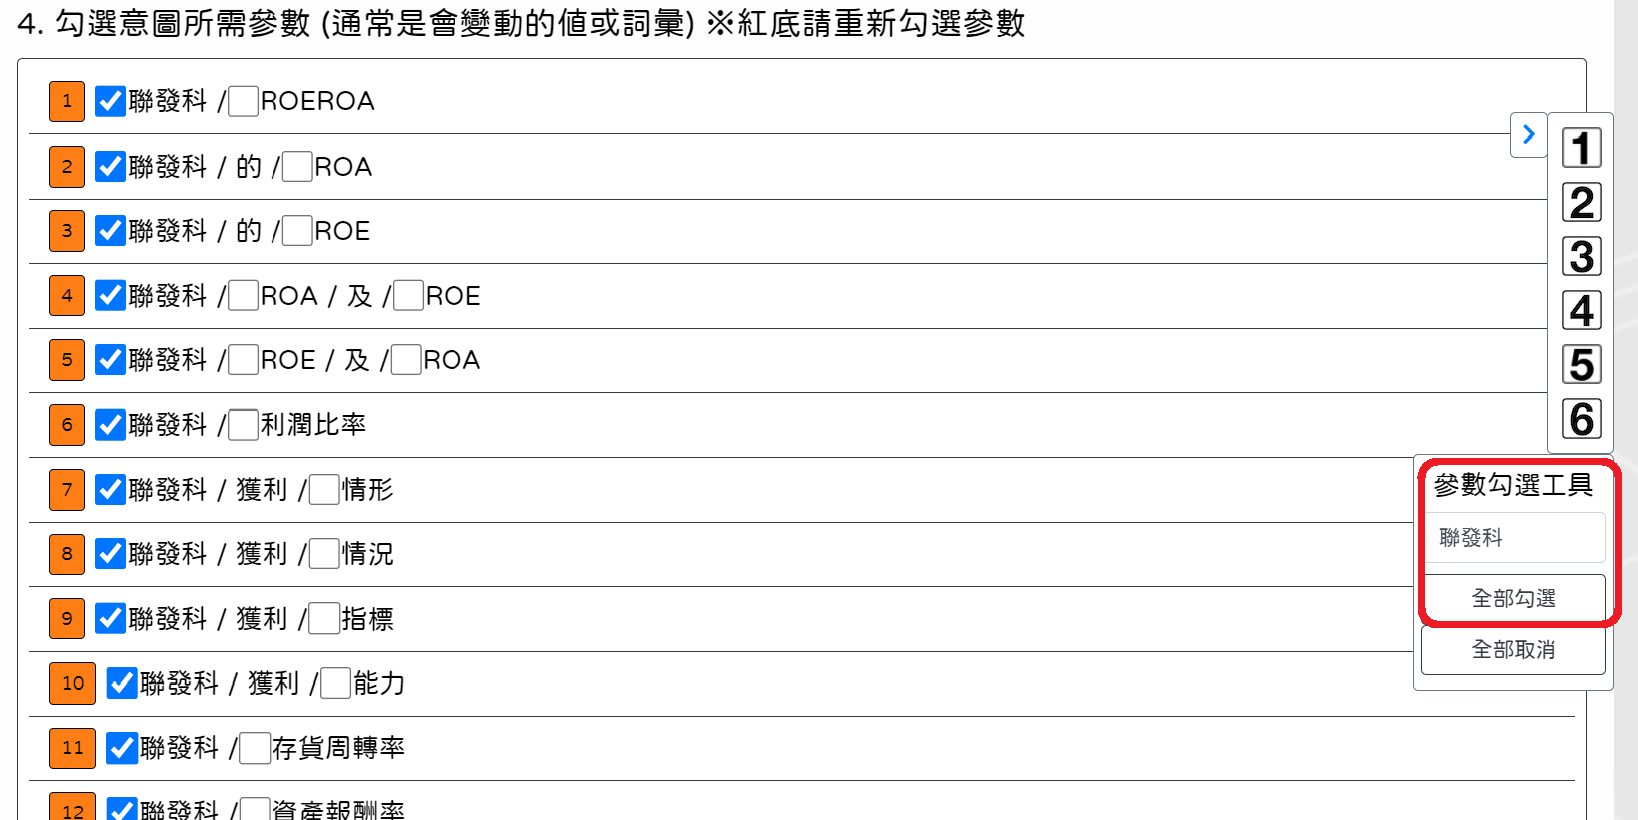 4. 勾選意圖所需參數 (通常是會變動的值或詞彙) ※紅底請重新勾選參數
1 聯發科 / ROEROA
2 聯發科 / 的 / ROA
3 聯發科 / 的 / ROE
4 聯發科 / ROA / 及 / ROE
5 聯發科 / ROE / 及 / ROA
6 聯發科 / 利潤比率
7 聯發科 / 獲利 / 情形
8 聯發科 / 獲利 / 情況
9 聯發科 / 獲利 / 指標
10 聯發科 / 獲利 / 能力
11 聯發科 / 存貨周轉率
12 聯發科 / 資產報酬率
1
2
3
4
5
6
參數勾選工具
聯發科
全部勾選
全部取消